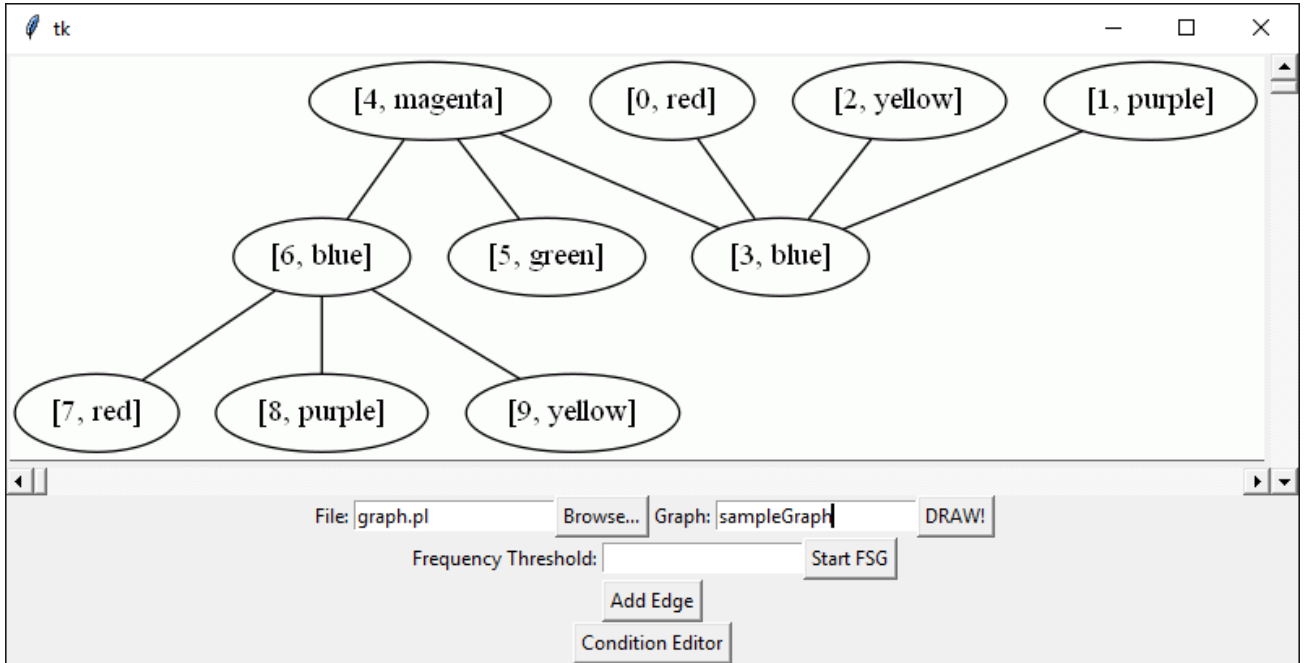 tk
[4, magenta] [0, red] [2, yellow] [1, purple]
[6, blue] [5, green] [3, blue]
[7, red] [8, purple] [9, yellow]
File: graph.pl Browse... Graph: sampleGraph DRAW!
Frequency Threshold: Start FSG
Add Edge
Condition Editor